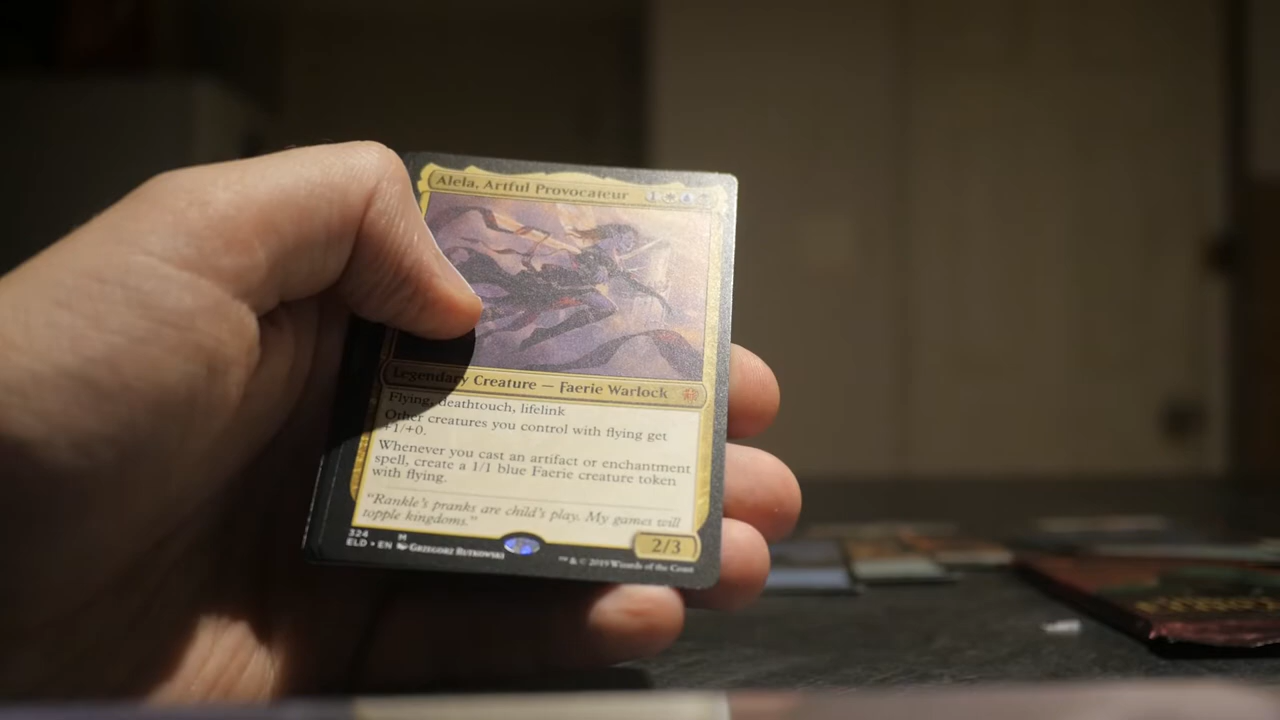 Alela, Artful Provocateur 1
Legendary Creature — Faerie Warlock
Flying, deathtouch, lifelink
Other creatures you control with flying get
+1/+0.
Whenever you cast an artifact or enchantment
spell, create a 1/1 blue Faerie creature token
with flying.
"Rankle's pranks are child's play. My games will
topple kingdoms."
2/3
324 M
ELD • EN Grzegorz Rutkowski
™ & © 2019 Wizards of the Coast